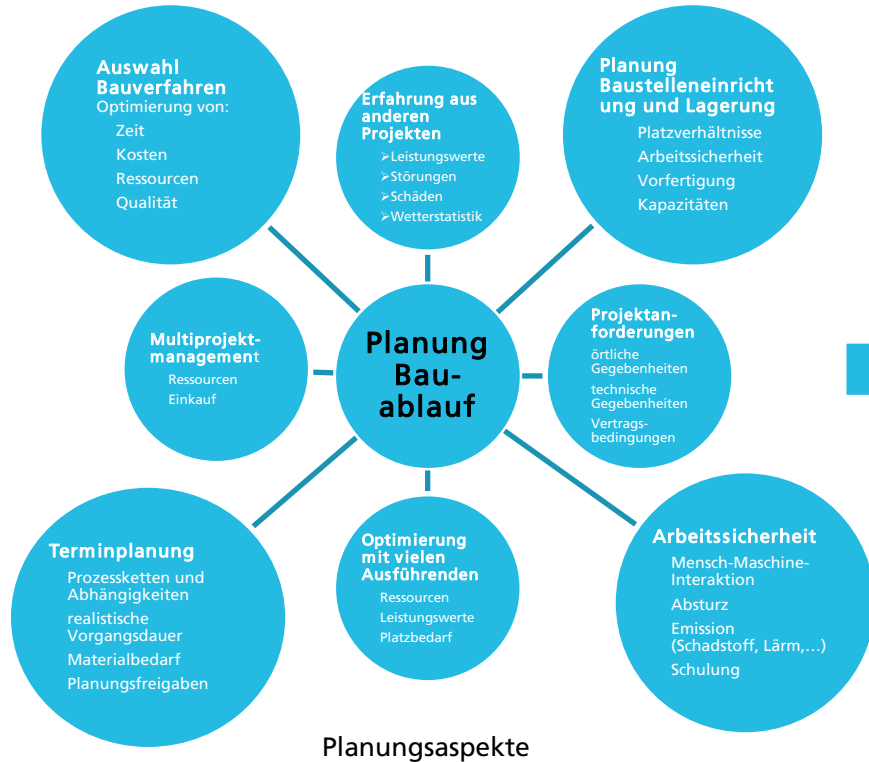 Auswahl
Bauverfahren
Optimierung von:
Zeit
Kosten
Ressourcen
Qualität
Erfahrung aus
anderen
Projekten
➢Leistungswerte
➢Störungen
➢Schäden
➢Wetterstatistik
Planung
Baustelleneinricht
ung und Lagerung
Platzverhältnisse
Arbeitssicherheit
Vorfertigung
Kapazitäten
Multiprojekt-
management
Ressourcen
Einkauf
Planung
Bau-
ablauf
Projektan-
forderungen
örtliche
Gegebenheiten
technische
Gegebenheiten
Vertrags-
bedingungen
Terminplanung
Prozessketten und
Abhängigkeiten
realistische
Vorgangsdauer
Materialbedarf
Planungsfreigaben
Optimierung
mit vielen
Ausführenden
Ressourcen
Leistungswerte
Platzbedarf
Arbeitssicherheit
Mensch-Maschine-
Interaktion
Absturz
Emission
(Schadstoff, Lärm,...)
Schulung
Planungsaspekte